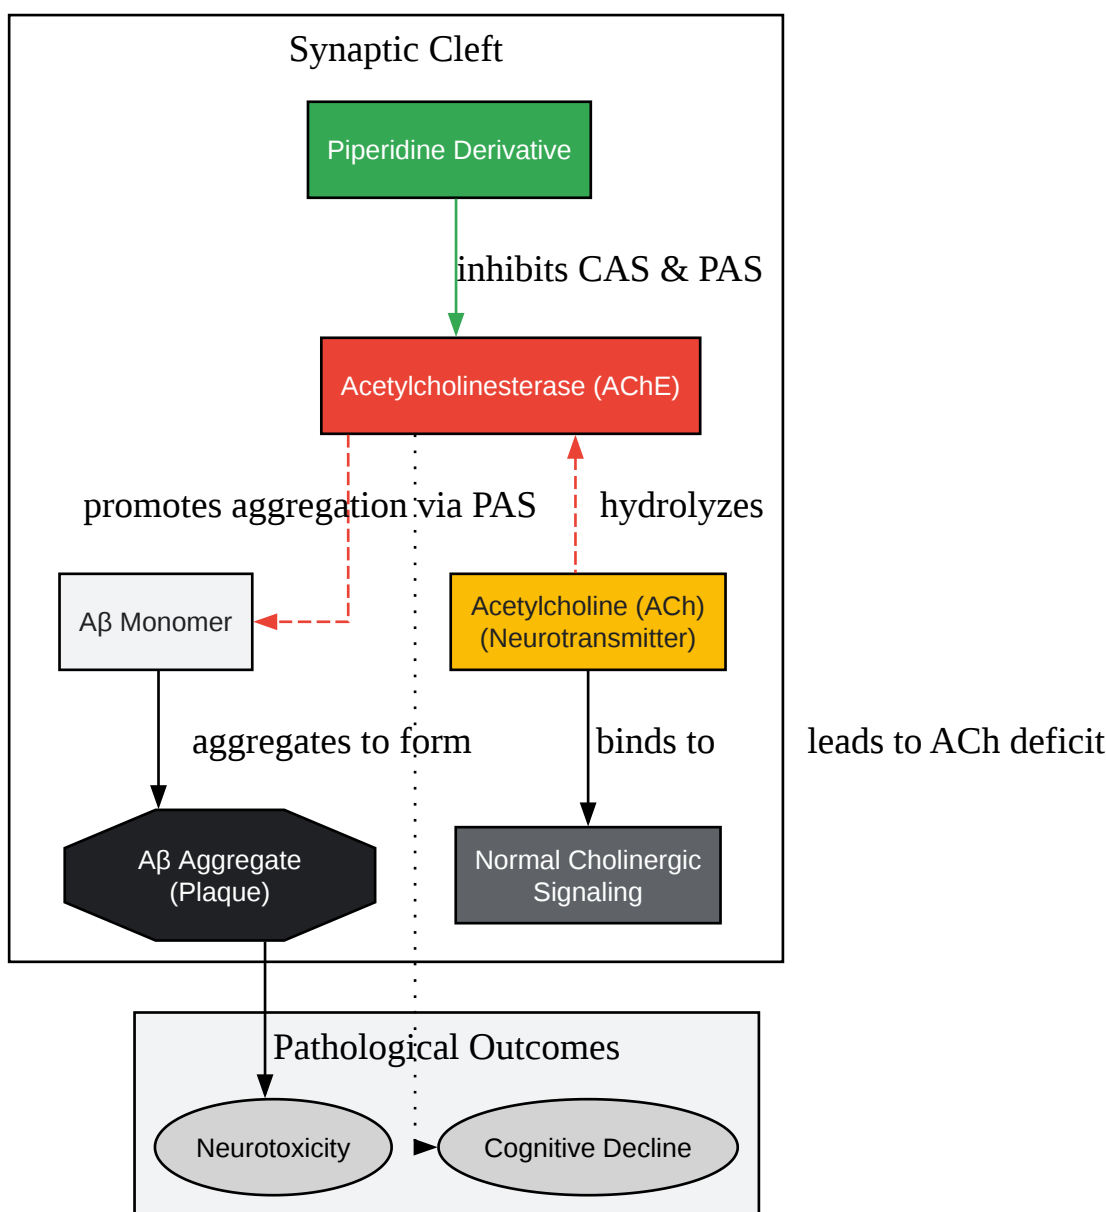 Synaptic Cleft
Piperidine Derivative
inhibits CAS & PAS
Acetylcholinesterase (AChE)
promotes aggregation via PAS
hydrolyzes
Aβ Monomer
Acetylcholine (ACh)
(Neurotransmitter)
aggregates to form
binds to
leads to ACh deficit
Aβ Aggregate
(Plaque)
Normal Cholinergic
Signaling
Pathological Outcomes
Neurotoxicity
Cognitive Decline